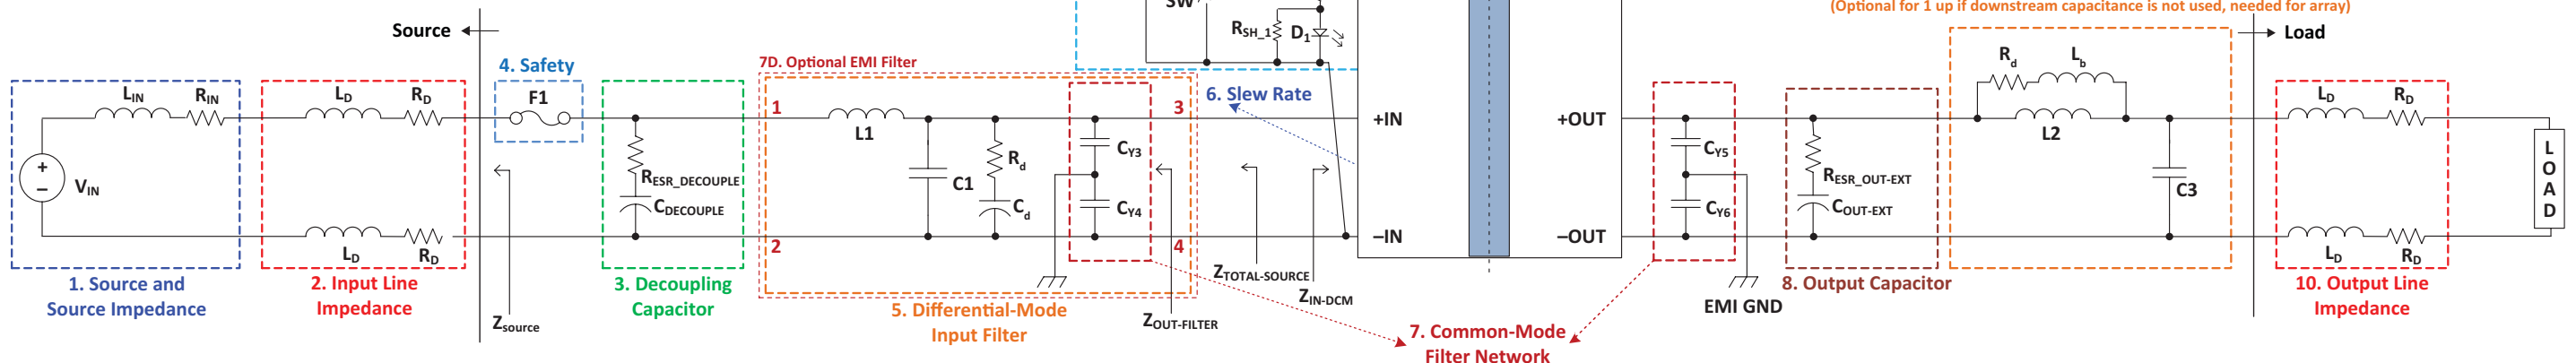 (Optional for 1 up if downstream capacitance is not used, needed for array)
RSH_1
D1
Source
Load
4. Safety
7D. Optional EMI Filter
F1
6. Slew Rate
LIN
RIN
LD
RD
1
L1
3
+IN
+OUT
Rd
Lb
L2
LD
RD
+
–
VIN
RESR_DECOUPLE
CDECOUPLE
C1
Rd
Cd
CY3
CY4
CY5
CY6
RESR_OUT-EXT
COUT-EXT
C3
LOAD
2
4
–IN
–OUT
LD
RD
LD
RD
1. Source and
Source Impedance
2. Input Line
Impedance
Zsource
3. Decoupling
Capacitor
5. Differential-Mode
Input Filter
ZOUT-FILTER
ZTOTAL-SOURCE
ZIN-DCM
7. Common-Mode
Filter Network
EMI GND
8. Output Capacitor
10. Output Line
Impedance